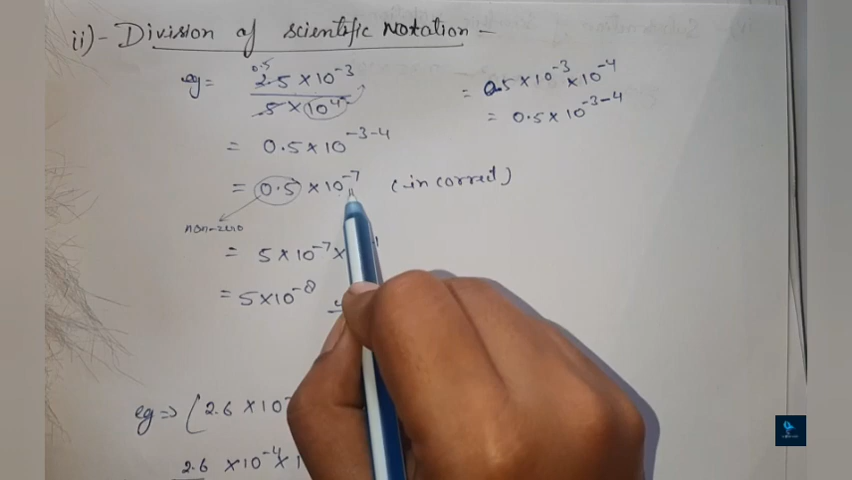 ii)- Division of scientific Notation -
0.5
eg= 2.5 × 10^-3 / 5 × 10^4
= 0.5 × 10^-3-4
= 0.5 × 10^-7 (in correct)
non-zero
= 5 × 10^-7 ×
= 5×10^-8
= 0.5 × 10^-3 × 10^-4
= 0.5 × 10^-3-4
eg => (2.6 × 10
2.6 × 10^-4 × 1